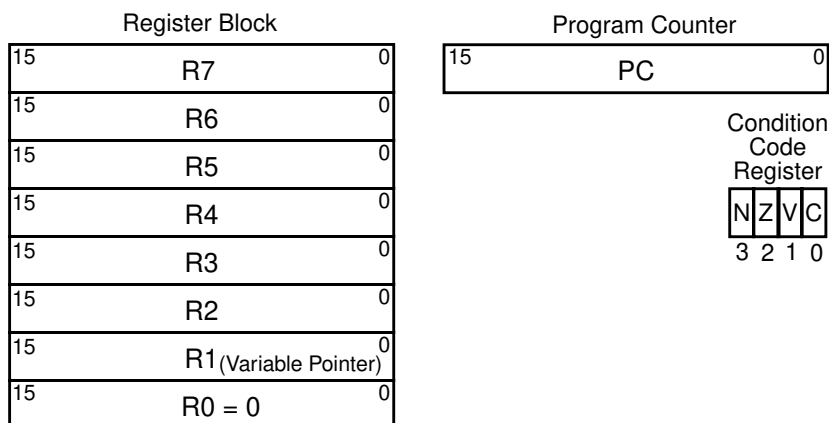 Register Block
15 R7 0
15 R6 0
15 R5 0
15 R4 0
15 R3 0
15 R2 0
15 R1(Variable Pointer) 0
15 R0 = 0 0
Program Counter
15 PC 0
Condition
Code
Register
N Z V C
3 2 1 0